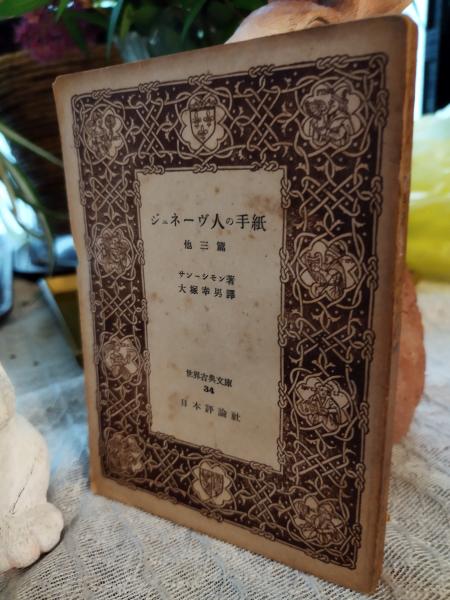 ジュネーヴ人の手紙
他三篇
サン-シモン著
大塚幸男譯
世界古典文庫
34
日本評論社